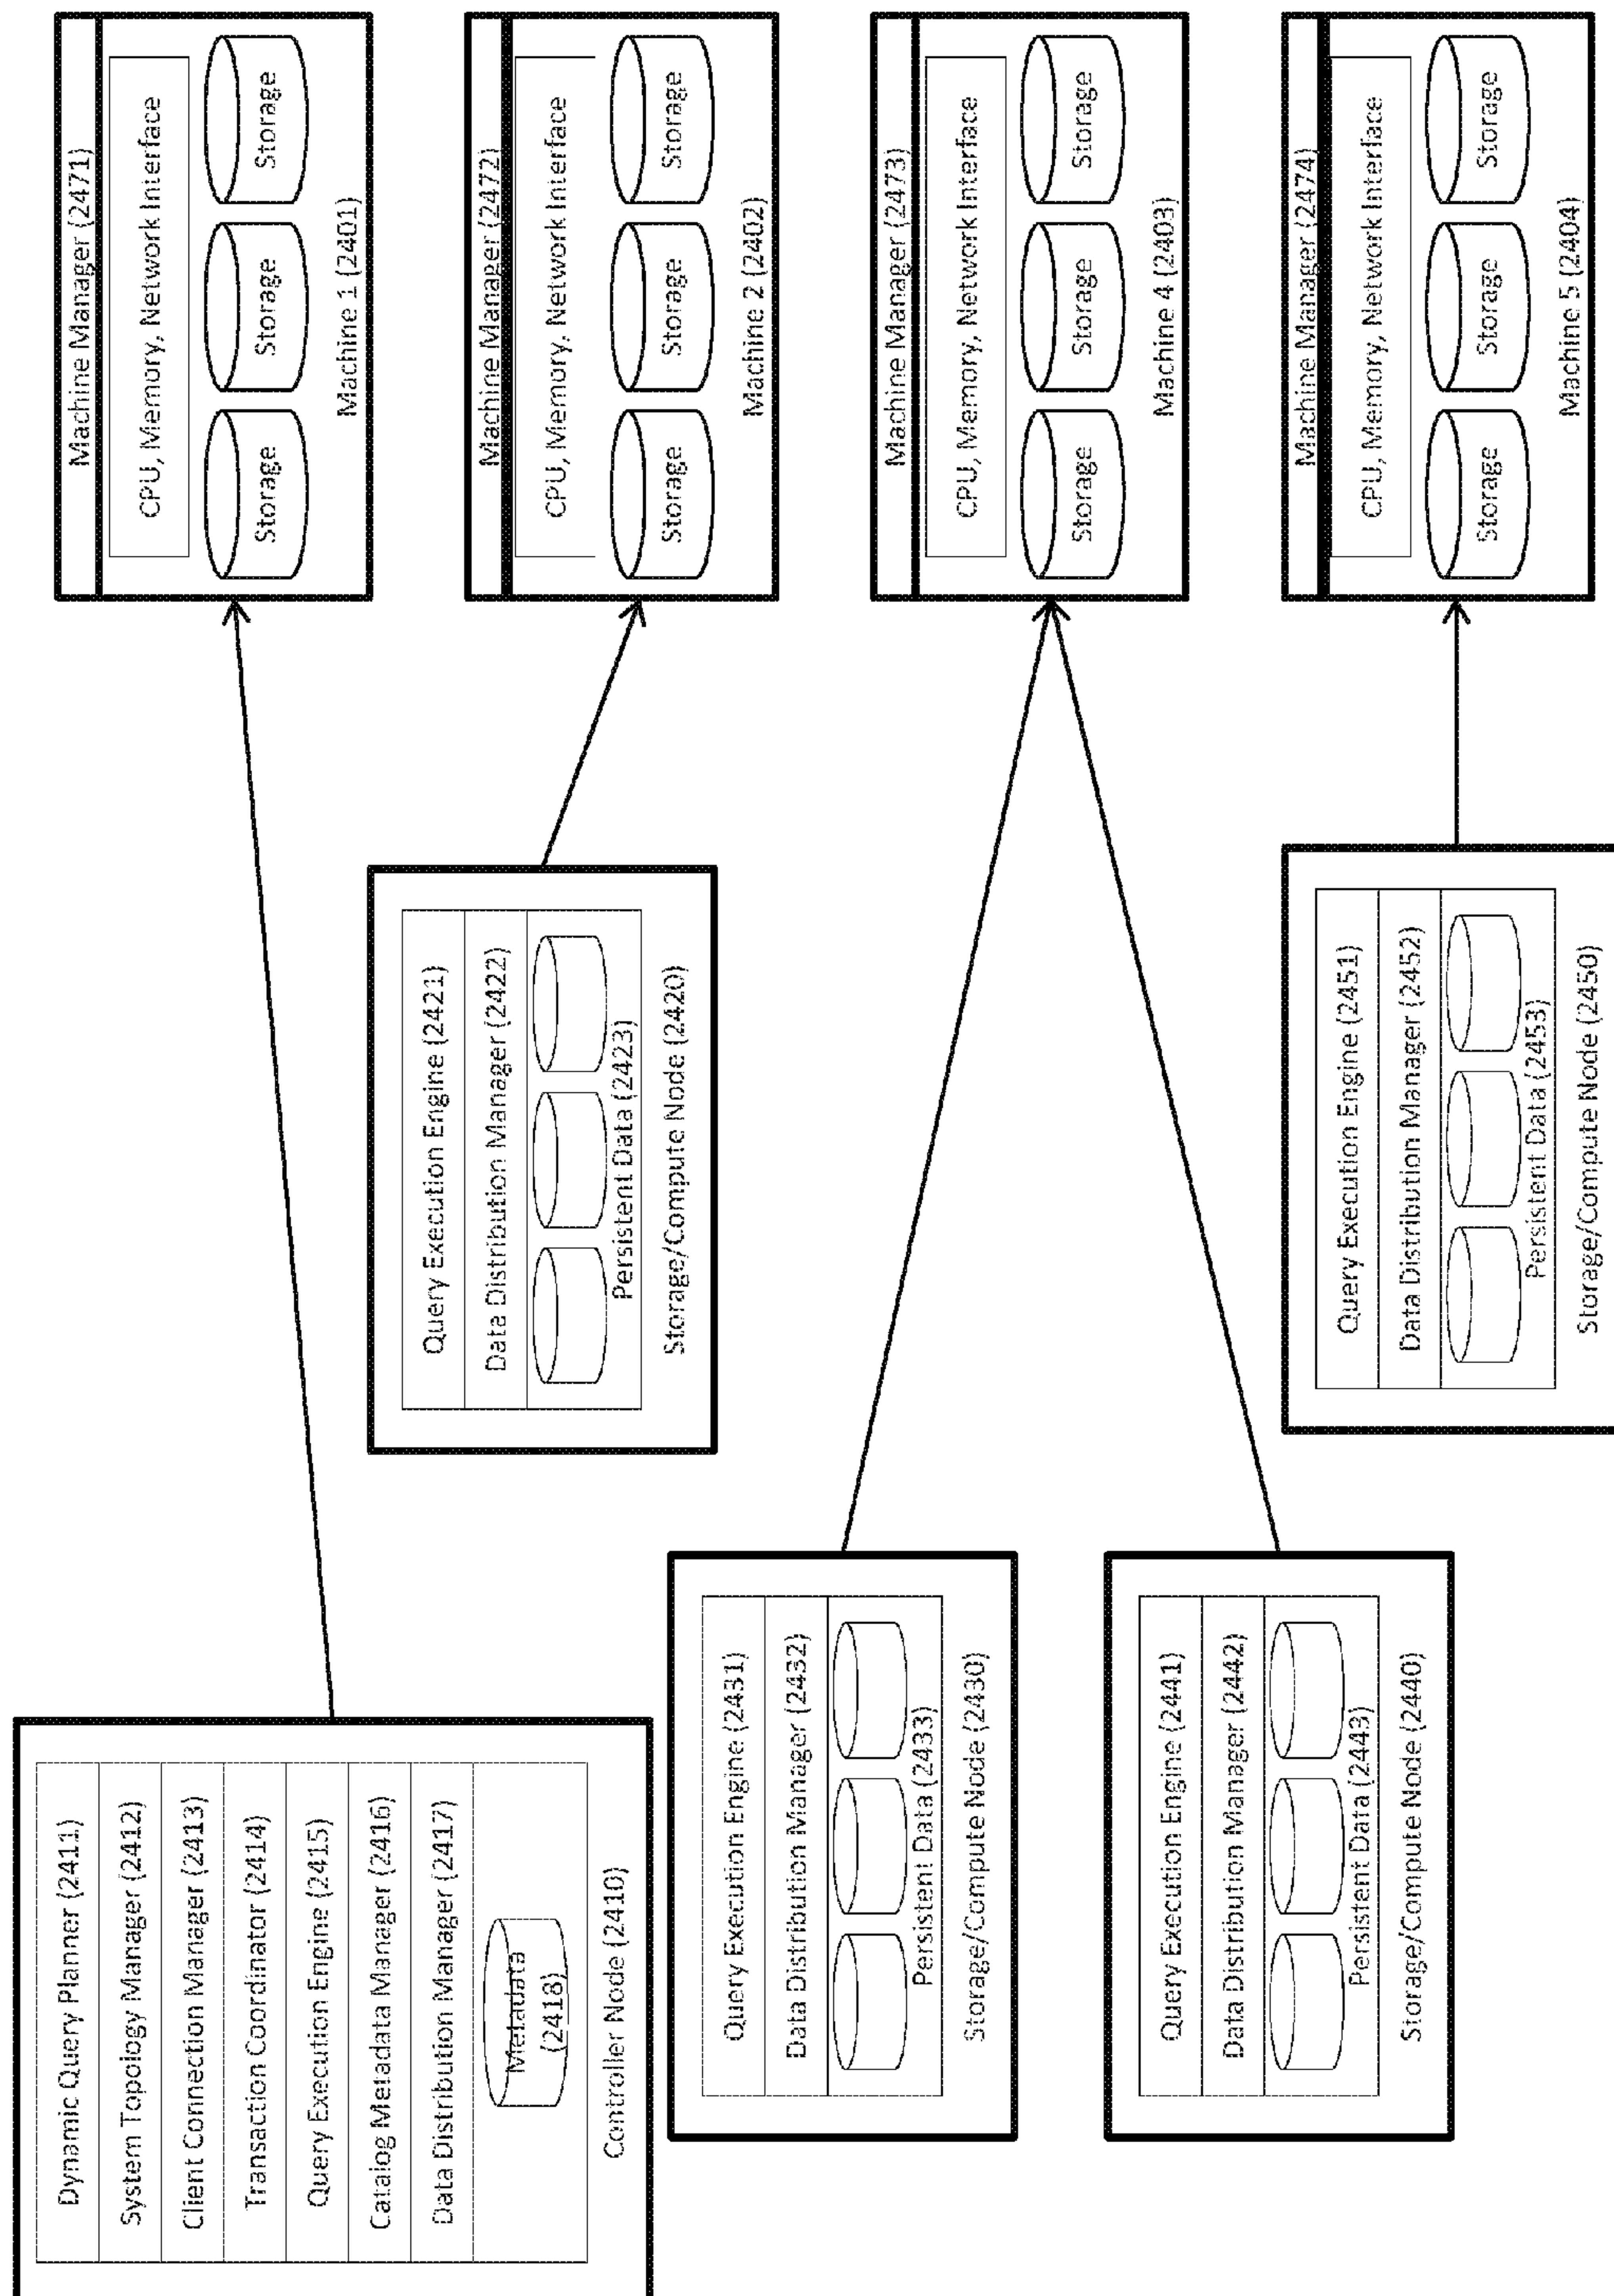 Dynamic Query Planner (2411)
System Topology Manager (2412)
Client Connection Manager (2413)
Transaction Coordinator (2414)
Query Execution Engine (2415)
Catalog Metadata Manager (2416)
Data Distribution Manager (2417)
Metadata
(2418)
Controller Node (2410)
Query Execution Engine (2421)
Data Distribution Manager (2422)
Persistent Data (2423)
Storage/Compute Node (2420)
Query Execution Engine (2431)
Data Distribution Manager (2432)
Persistent Data (2433)
Storage/Compute Node (2430)
Query Execution Engine (2441)
Data Distribution Manager (2442)
Persistent Data (2443)
Storage/Compute Node (2440)
Query Execution Engine (2451)
Data Distribution Manager (2452)
Persistent Data (2453)
Storage/Compute Node (2450)
Machine Manager (2471)
CPU, Memory, Network Interface
Storage Storage Storage
Machine 1 (2401)
Machine Manager (2472)
CPU, Memory, Network Interface
Storage Storage Storage
Machine 2 (2402)
Machine Manager (2473)
CPU, Memory, Network Interface
Storage Storage Storage
Machine 4 (2403)
Machine Manager (2474)
CPU, Memory, Network Interface
Storage Storage Storage
Machine 5 (2404)